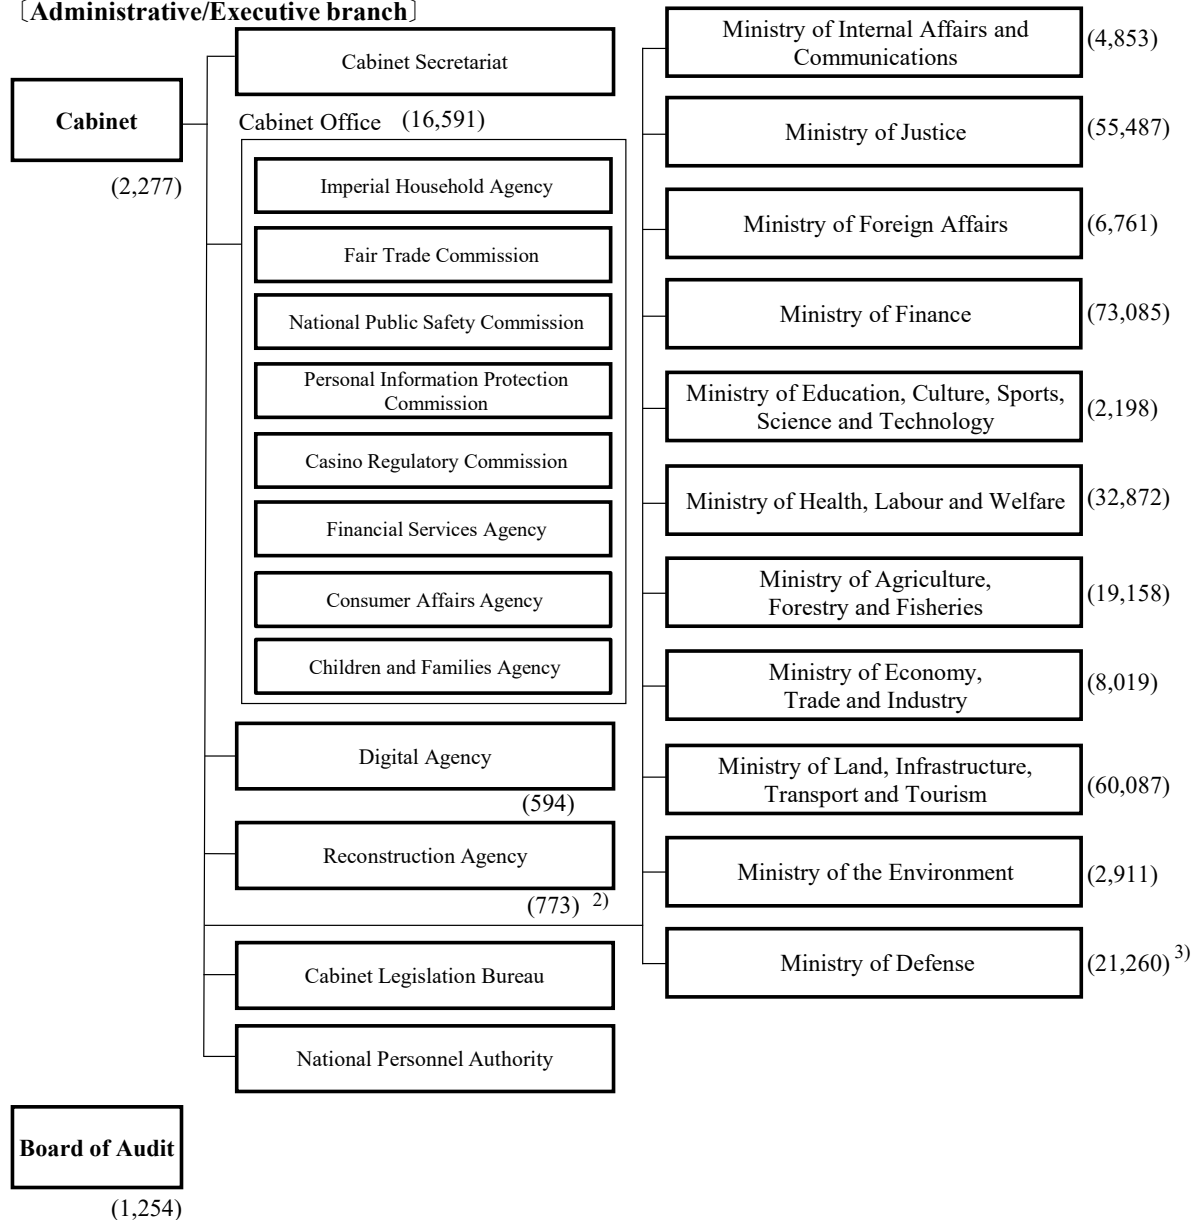 〔Administrative/Executive branch〕
Cabinet
(2,277)
Cabinet Secretariat
Cabinet Office (16,591)
Imperial Household Agency
Fair Trade Commission
National Public Safety Commission
Personal Information Protection
Commission
Casino Regulatory Commission
Financial Services Agency
Consumer Affairs Agency
Children and Families Agency
Digital Agency
(594)
Reconstruction Agency
(773) 2)
Cabinet Legislation Bureau
National Personnel Authority
Ministry of Internal Affairs and
Communications
(4,853)
Ministry of Justice
(55,487)
Ministry of Foreign Affairs
(6,761)
Ministry of Finance
(73,085)
Ministry of Education, Culture, Sports,
Science and Technology
(2,198)
Ministry of Health, Labour and Welfare
(32,872)
Ministry of Agriculture,
Forestry and Fisheries
(19,158)
Ministry of Economy,
Trade and Industry
(8,019)
Ministry of Land, Infrastructure,
Transport and Tourism
(60,087)
Ministry of the Environment
(2,911)
Ministry of Defense
(21,260) 3)
Board of Audit
(1,254)